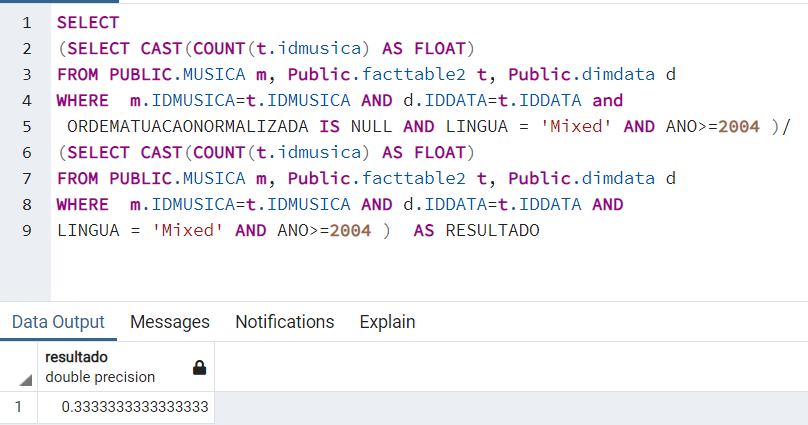 1 SELECT
2 (SELECT CAST(COUNT(t.idmusica) AS FLOAT)
3 FROM PUBLIC.MUSICA m, Public.facttable2 t, Public.dimdata d
4 WHERE  m.IDMUSICA=t.IDMUSICA AND d.IDDATA=t.IDDATA and
5  ORDEMATUACAONORMALIZADA IS NULL AND LINGUA = 'Mixed' AND ANO>=2004 )/
6 (SELECT CAST(COUNT(t.idmusica) AS FLOAT)
7 FROM PUBLIC.MUSICA m, Public.facttable2 t, Public.dimdata d
8 WHERE  m.IDMUSICA=t.IDMUSICA AND d.IDDATA=t.IDDATA AND
9 LINGUA = 'Mixed' AND ANO>=2004 )  AS RESULTADO
Data Output Messages Notifications Explain
resultado
double precision
1 0.3333333333333333